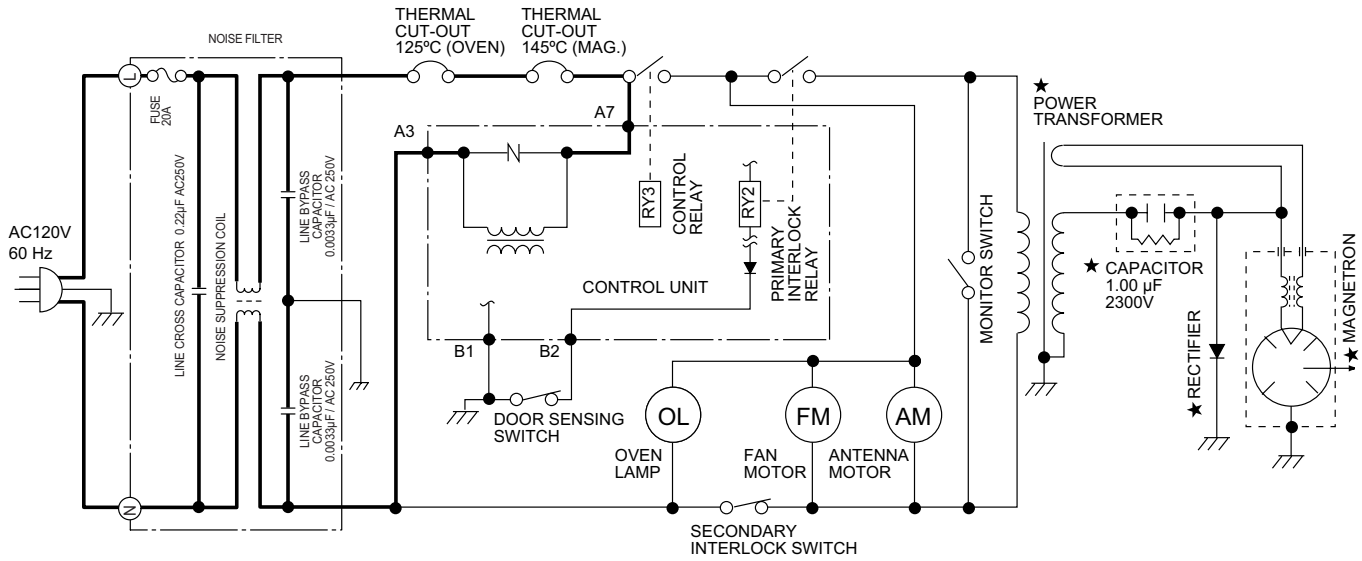 NOISE FILTER
THERMAL
CUT-OUT
125ºC (OVEN)
THERMAL
CUT-OUT
145ºC (MAG.)
L
FUSE
20A
AC120V
60 Hz
N
LINE CROSS CAPACITOR 0.22µF AC250V
NOISE SUPPRESSION COIL
LINE BYPASS
CAPACITOR
0.0033µF / AC 250V
LINE BYPASS
CAPACITOR
0.0033µF / AC 250V
A3
A7
RY3
CONTROL
RELAY
RY2
PRIMARY
INTERLOCK
RELAY
CONTROL UNIT
B1
B2
DOOR SENSING
SWITCH
OL
OVEN
LAMP
FM
FAN
MOTOR
AM
ANTENNA
MOTOR
SECONDARY
INTERLOCK SWITCH
MONITOR SWITCH
★
POWER
TRANSFORMER
★ CAPACITOR
1.00 µF
2300V
★ RECTIFIER
★ MAGNETRON